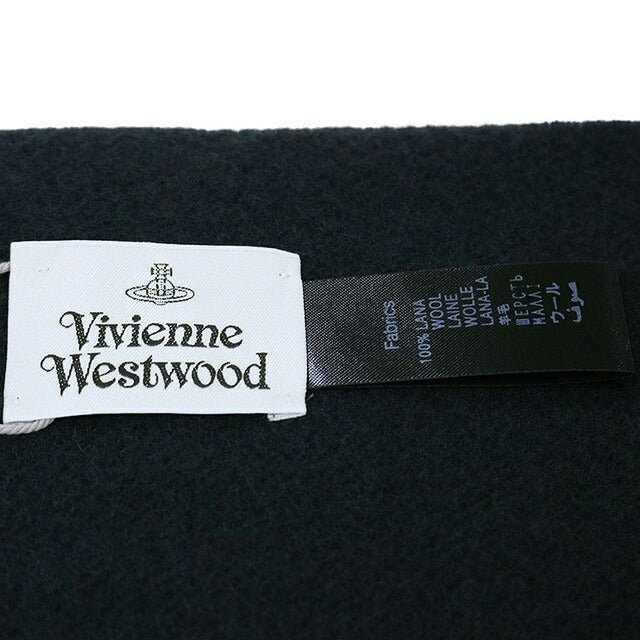 Vivienne
Westwood
Fabrics
100% LANA
WOOL
LAINE
WOLLE
LANA-LA
羊毛
ШЕРСТЬ
ΜΑΛΛΙ
ウール
صوف